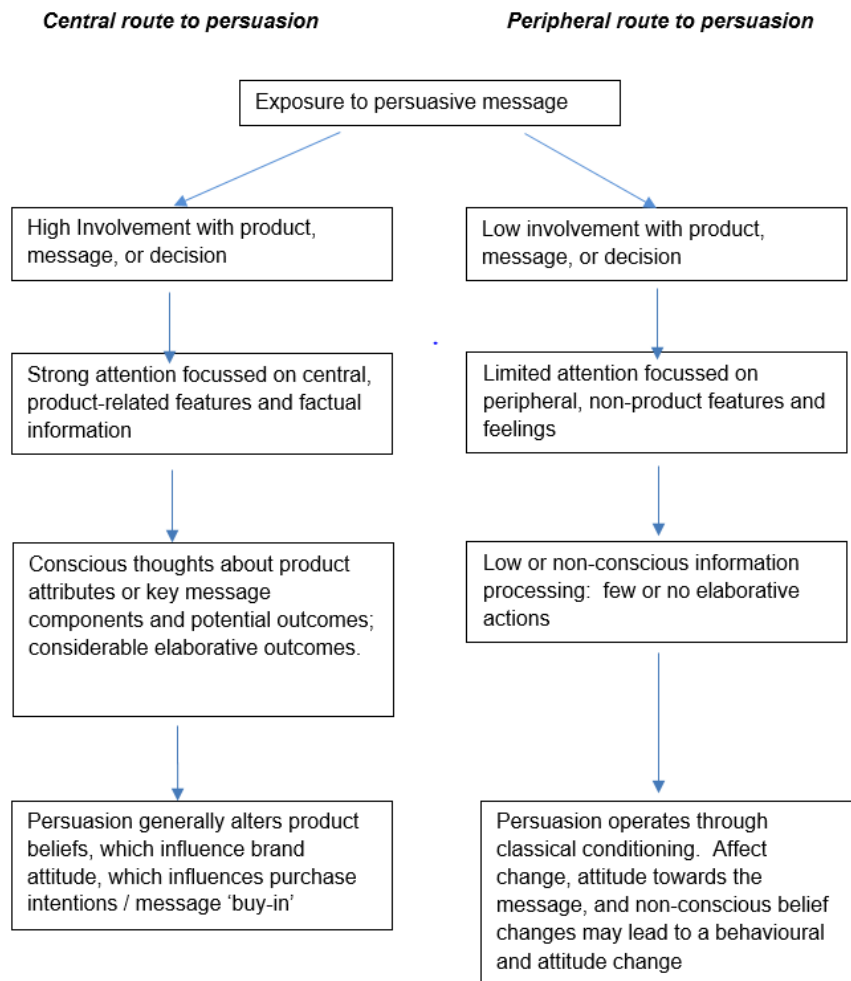 Central route to persuasion
Peripheral route to persuasion
Exposure to persuasive message
High Involvement with product,
message, or decision
Low involvement with product,
message, or decision
Strong attention focussed on central,
product-related features and factual
information
Limited attention focussed on
peripheral, non-product features and
feelings
Conscious thoughts about product
attributes or key message
components and potential outcomes;
considerable elaborative outcomes.
Low or non-conscious information
processing:  few or no elaborative
actions
Persuasion generally alters product
beliefs, which influence brand
attitude, which influences purchase
intentions / message ‘buy-in’
Persuasion operates through
classical conditioning.  Affect
change, attitude towards the
message, and non-conscious belief
changes may lead to a behavioural
and attitude change